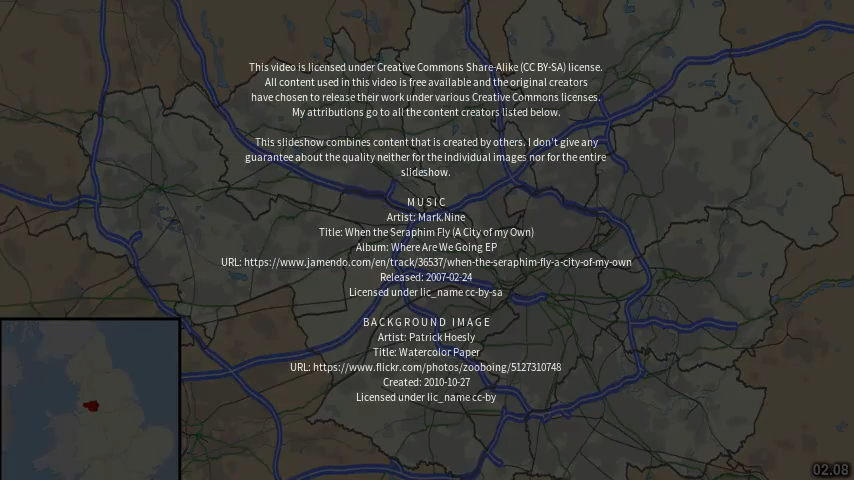 This video is licensed under Creative Commons Share-Alike (CC BY-SA) license.
All content used in this video is free available and the original creators
have chosen to release their work under various Creative Commons licenses.
My attributions go to all the content creators listed below.
This slideshow combines content that is created by others. I don't give any
guarantee about the quality neither for the individual images nor for the entire
slideshow.
MUSIC
Artist: Mark.Nine
Title: When the Seraphim Fly (A City of my Own)
Album: Where Are We Going EP
URL: https://www.jamendo.com/en/track/36537/when-the-seraphim-fly-a-city-of-my-own
Released: 2007-02-24
Licensed under lic_name cc-by-sa
BACKGROUND IMAGE
Artist: Patrick Hoesly
Title: Watercolor Paper
URL: https://www.flickr.com/photos/zooboing/5127310748
Created: 2010-10-27
Licensed under lic_name cc-by
02.08